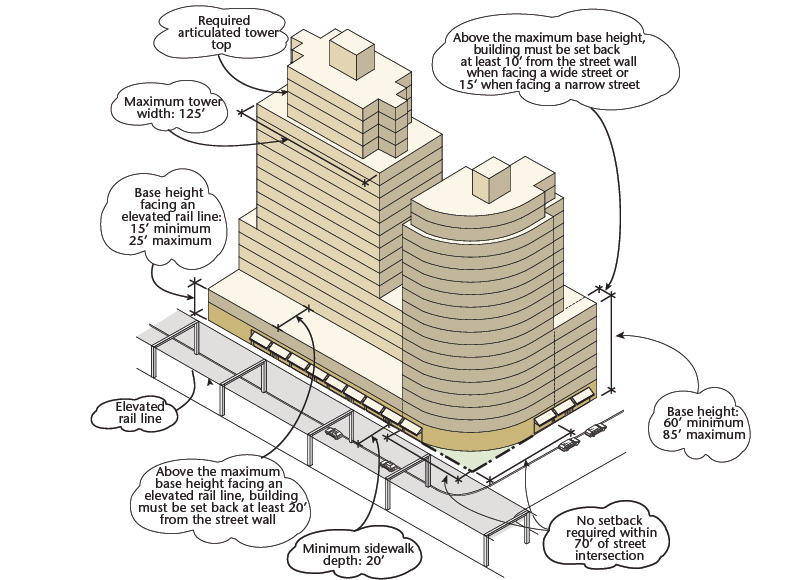 Required
articulated tower
top
Above the maximum base height,
building must be set back
at least 10′ from the street wall
when facing a wide street or
15′ when facing a narrow street
Maximum tower
width: 125′
Base height
facing an
elevated rail line:
15′ minimum
25′ maximum
Elevated
rail line
Base height:
60′ minimum
85′ maximum
Above the maximum
base height facing an
elevated rail line, building
must be set back at least 20′
from the street wall
Minimum sidewalk
depth: 20′
No setback
required within
70′ of street
intersection